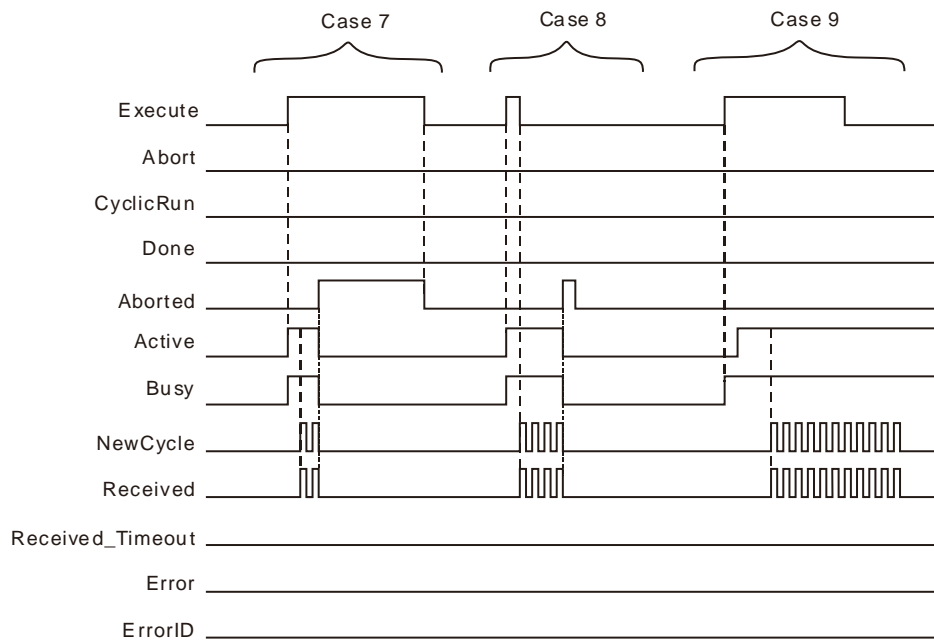 Case 7
Case 8
Case 9
Execute
Abort
CyclicRun
Done
Aborted
Active
Busy
NewCycle
Received
Received_Timeout
Error
ErrorID